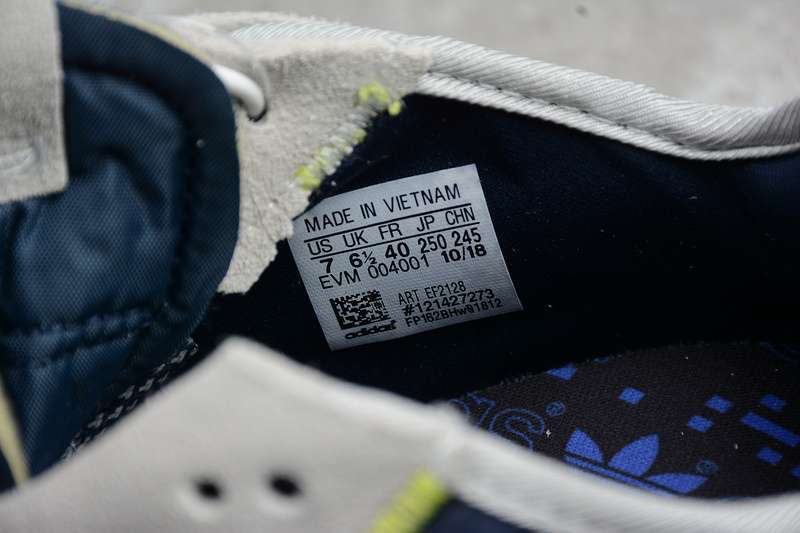 MADE IN VIETNAM
US UK FR JP CHN
7 6½ 40 250 245
EVM 004001 10/18
ART EF2128
#121427273
FP162BHw91812
adidas